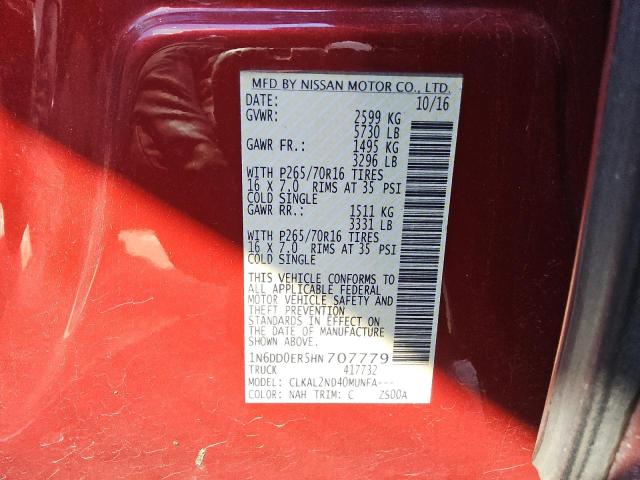 MFD BY NISSAN MOTOR CO., LTD.
DATE: 10/16
GVWR: 2599 KG
5730 LB
GAWR FR.: 1495 KG
3296 LB
WITH P265/70R16 TIRES
16 X 7.0 RIMS AT 35 PSI
COLD SINGLE
GAWR RR.: 1511 KG
3331 LB
WITH P265/70R16 TIRES
16 X 7.0 RIMS AT 35 PSI
COLD SINGLE
THIS VEHICLE CONFORMS TO
ALL APPLICABLE FEDERAL
MOTOR VEHICLE SAFETY AND
THEFT PREVENTION
STANDARDS IN EFFECT ON
THE DATE OF MANUFACTURE
SHOWN ABOVE.
1N6DD0ER5HN 707779
TRUCK 417732
MODEL: CLKAL2ND40MUNFA---
COLOR: NAH TRIM: C ZS00A